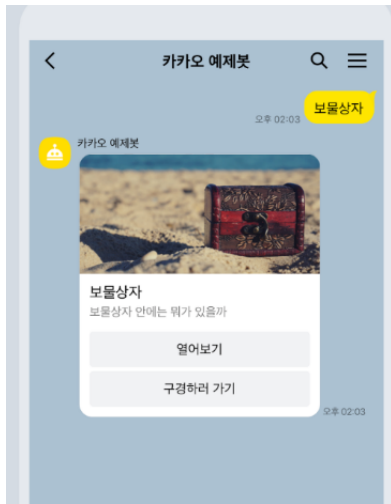 카카오 예제봇
보물상자
오후 02:03
카카오 예제봇
보물상자
보물상자 안에는 뭐가 있을까
열어보기
구경하러 가기
오후 02:03